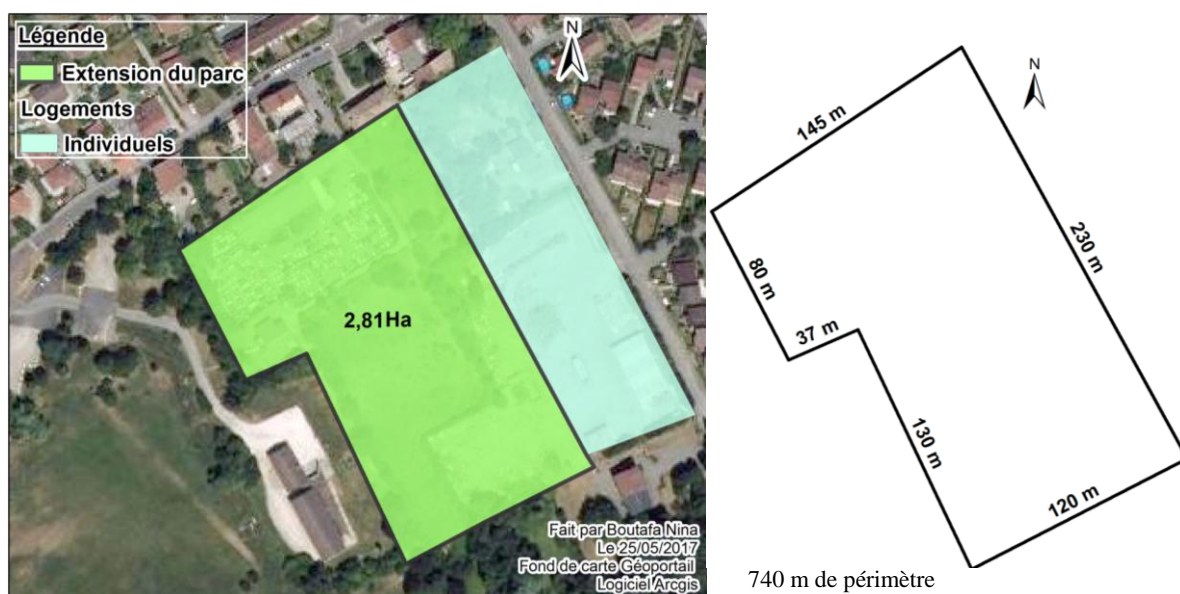 Légende
Extension du parc
Logements
Individuels
N
2,81Ha
Fait par Boutafa Nina
Le 25/05/2017
Fond de carte Géoportail
Logiciel Arcgis
N
145 m
230 m
80 m
37 m
130 m
120 m
740 m de périmètre